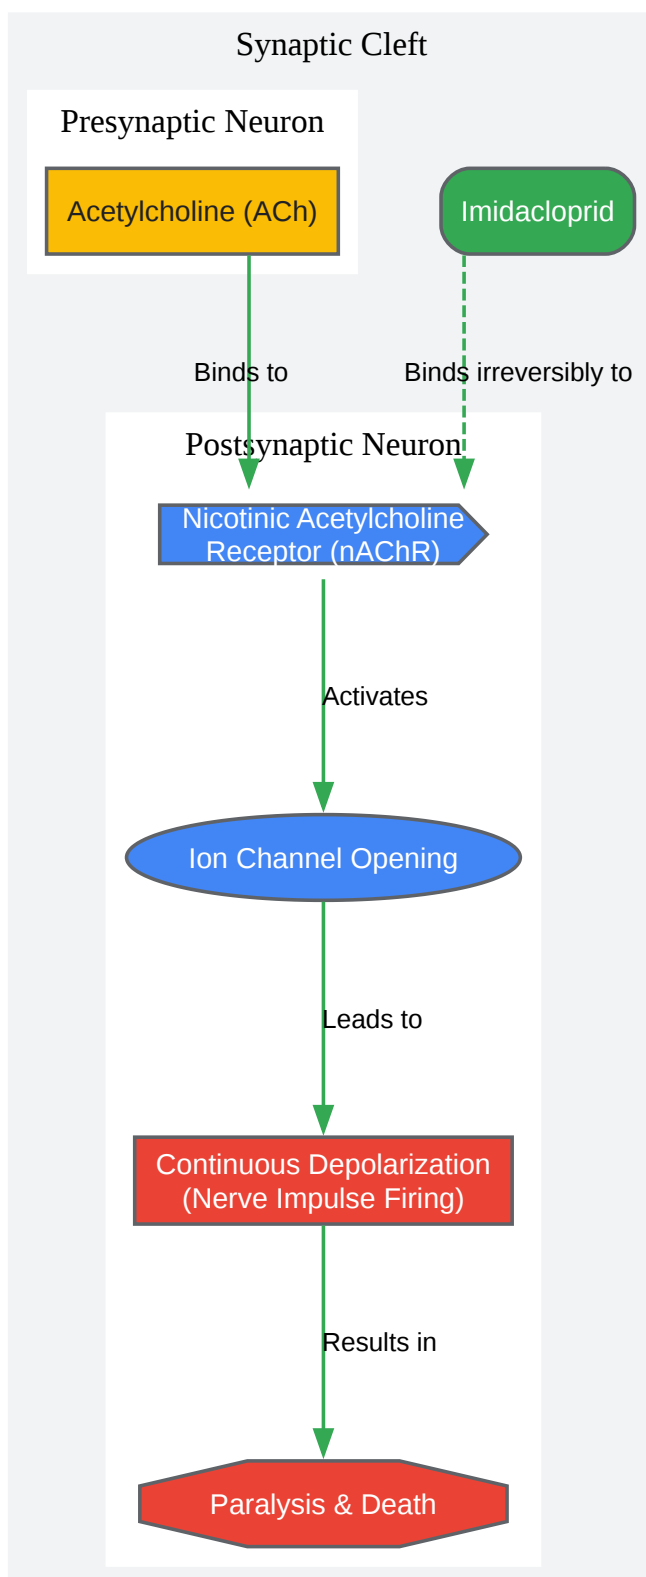 Synaptic Cleft
Presynaptic Neuron
Acetylcholine (ACh)
Imidacloprid
Binds to
Binds irreversibly to
Postsynaptic Neuron
Nicotinic Acetylcholine
Receptor (nAChR)
Activates
Ion Channel Opening
Leads to
Continuous Depolarization
(Nerve Impulse Firing)
Results in
Paralysis & Death